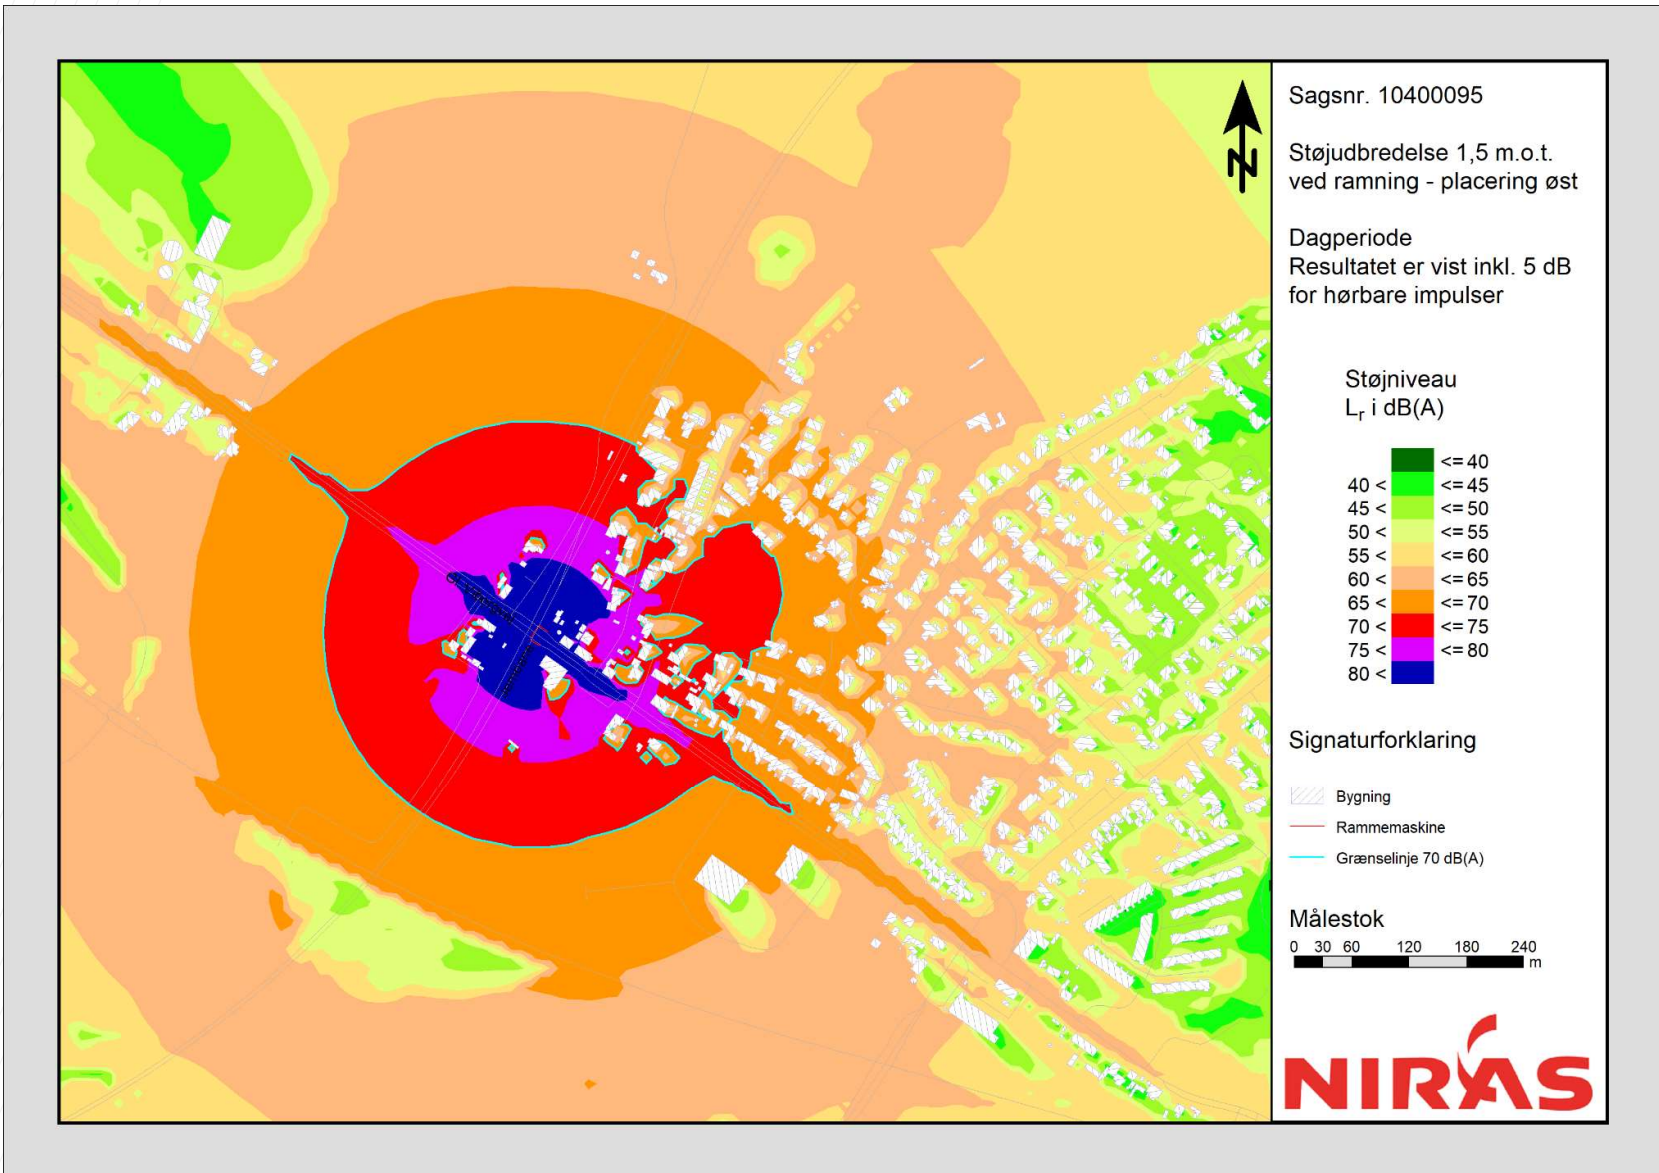 N
Sagsnr. 10400095
Støjudbredelse 1,5 m.o.t.
ved ramning - placering øst
Dagperiode
Resultatet er vist inkl. 5 dB
for hørbare impulser
Støjniveau
Lr i dB(A)
<= 40
40 < <= 45
45 < <= 50
50 < <= 55
55 < <= 60
60 < <= 65
65 < <= 70
70 < <= 75
75 < <= 80
80 <
Signaturforklaring
Bygning
Rammemaskine
Grænselinje 70 dB(A)
Målestok
0 30 60 120 180 240
m
NIRAS